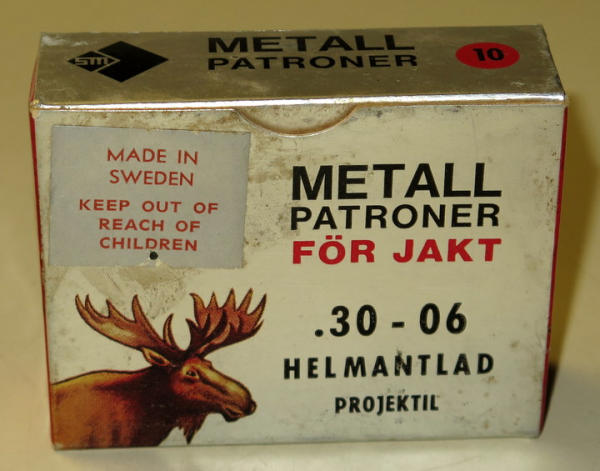 sm
METALL
PATRONER
10
MADE IN
SWEDEN
KEEP OUT OF
REACH OF
CHILDREN
METALL
PATRONER
FÖR JAKT
.30-06
HELMANTLAD
PROJEKTIL